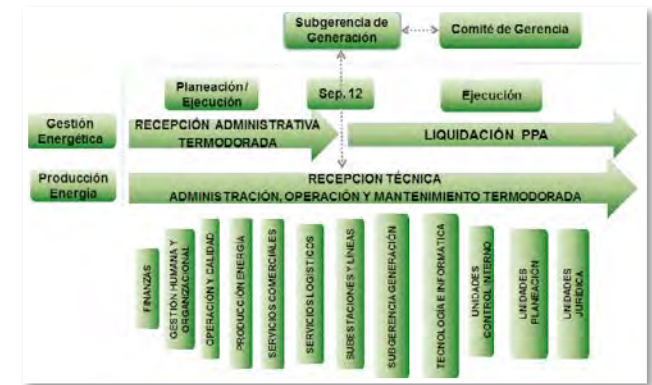 Subgerencia de
Generación
Comité de Gerencia
Planeación/
Ejecución
Sep. 12
Ejecución
Gestión
Energética
RECEPCIÓN ADMINISTRATIVA
TERMODORADA
LIQUIDACIÓN PPA
Producción
Energía
RECEPCION TÉCNICA
ADMINISTRACIÓN, OPERACIÓN Y MANTENIMIENTO TERMODORADA
FINANZAS
GESTIÓN HUMANA Y
ORGANIZACIONAL
OPERACIÓN Y CALIDAD
PRODUCCIÓN ENERGÍA
SERVICIOS COMERCIALES
SERVICIOS LOGÍSTICOS
SUBESTACIONES Y LÍNEAS
SUBGERENCIA GENERACIÓN
TECNOLOGÍA E INFORMATICA
UNIDADES
CONTROL INTERNO
UNIDADES
PLANEACIÓN
UNIDADES
JURÍDICA